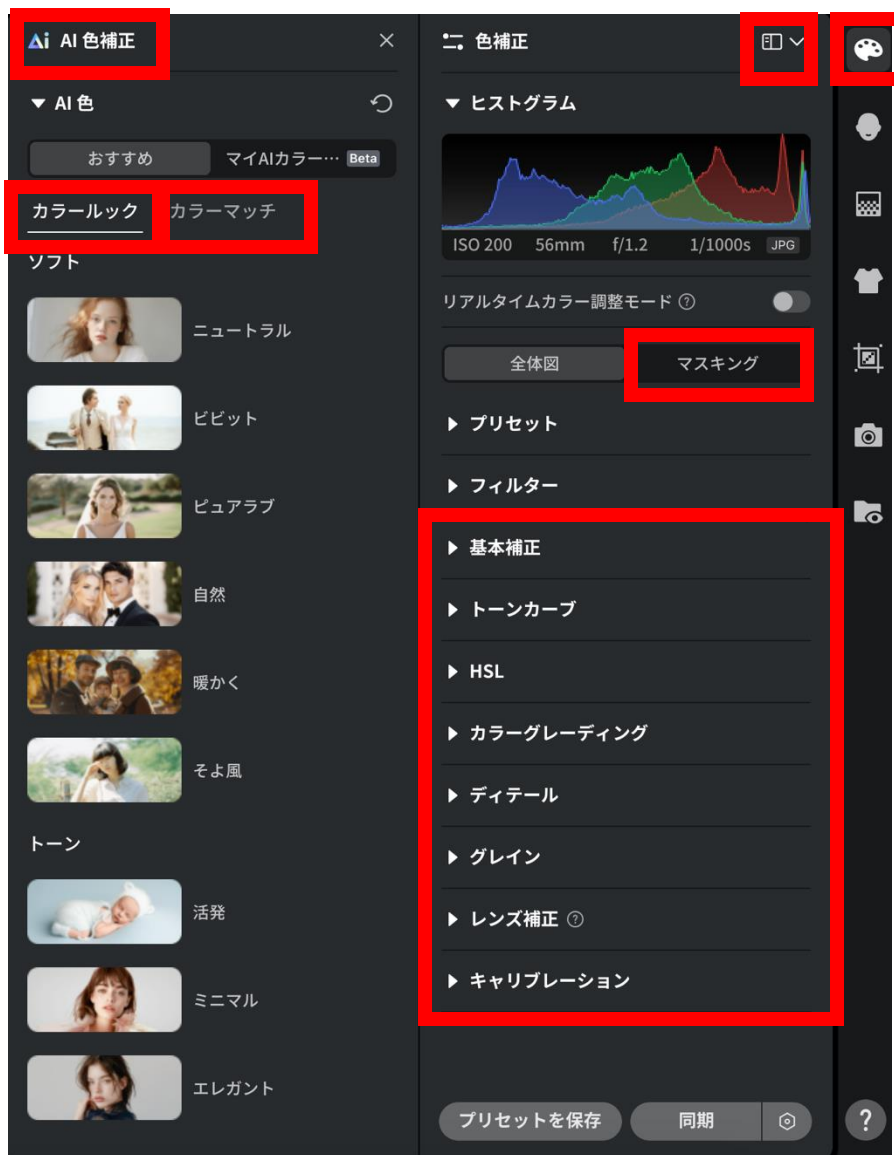 Ai AI 色補正
AI 色
おすすめ
マイAIカラー… Beta
カラールック
カラーマッチ
ソフト
ニュートラル
ビビット
ピュアラブ
自然
暖かく
そよ風
トーン
活発
ミニマル
エレガント
色補正
ヒストグラム
ISO 200 56mm f/1.2 1/1000s JPG
リアルタイムカラー調整モード ?
全体図
マスキング
プリセット
フィルター
基本補正
トーンカーブ
HSL
カラーグレーディング
ディテール
グレイン
レンズ補正 ?
キャリブレーション
プリセットを保存
同期
?